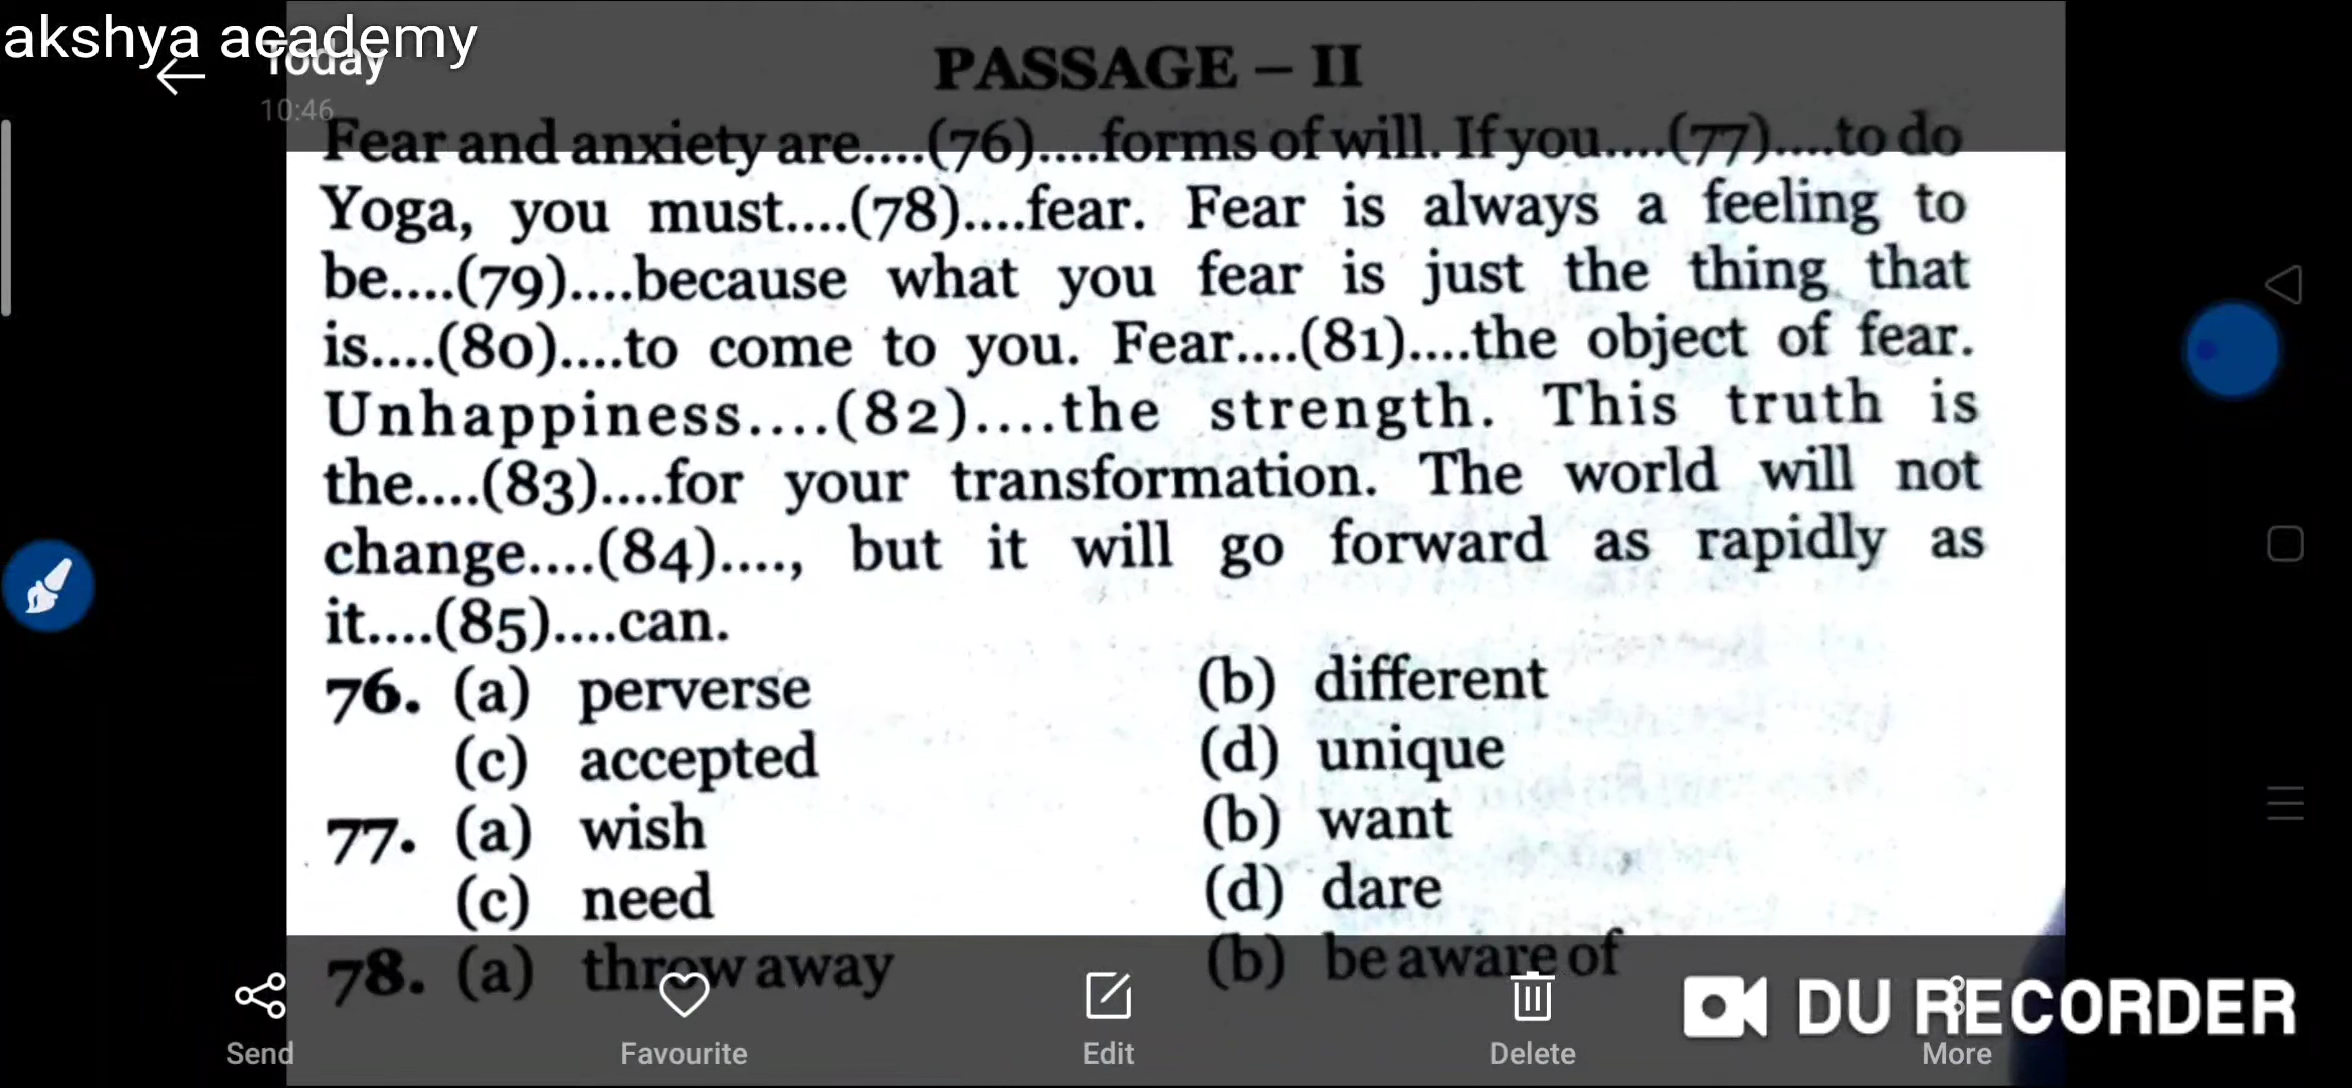 akshya academy
Today
10:46
PASSAGE – II
Fear and anxiety are....(76)....forms of will. If you....(77)....to do
Yoga, you must....(78)....fear. Fear is always a feeling to
be....(79)....because what you fear is just the thing that
is....(80)....to come to you. Fear....(81)....the object of fear.
Unhappiness....(82)....the strength. This truth is
the....(83)....for your transformation. The world will not
change....(84)...., but it will go forward as rapidly as
it....(85)....can.
76. (a) perverse (b) different
(c) accepted (d) unique
77. (a) wish (b) want
(c) need (d) dare
78. (a) throw away (b) be aware of
Send
Favourite
Edit
Delete
More
DU RECORDER